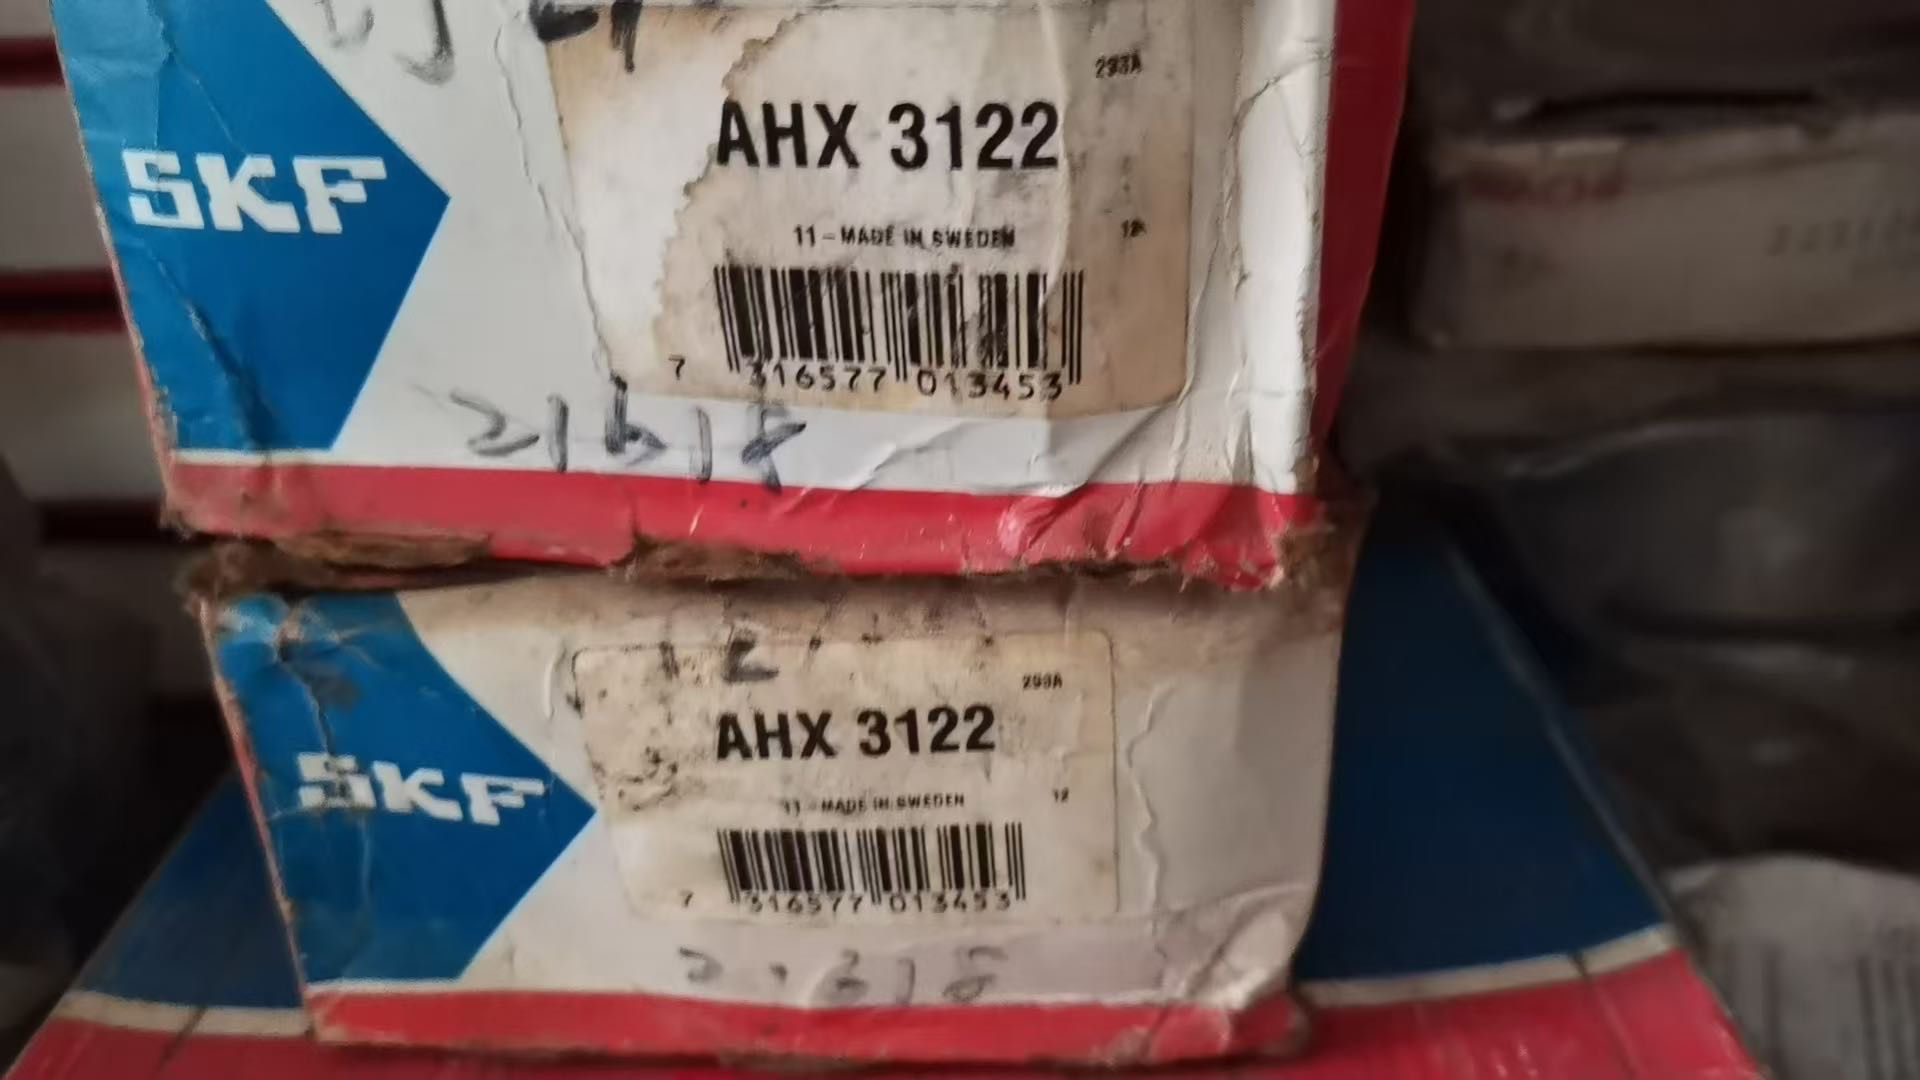 293A
SKF
AHX 3122
11 - MADE IN SWEDEN 12
7 316577 013453
293A
SKF
AHX 3122
11 - MADE IN SWEDEN 12
7 316577 013453